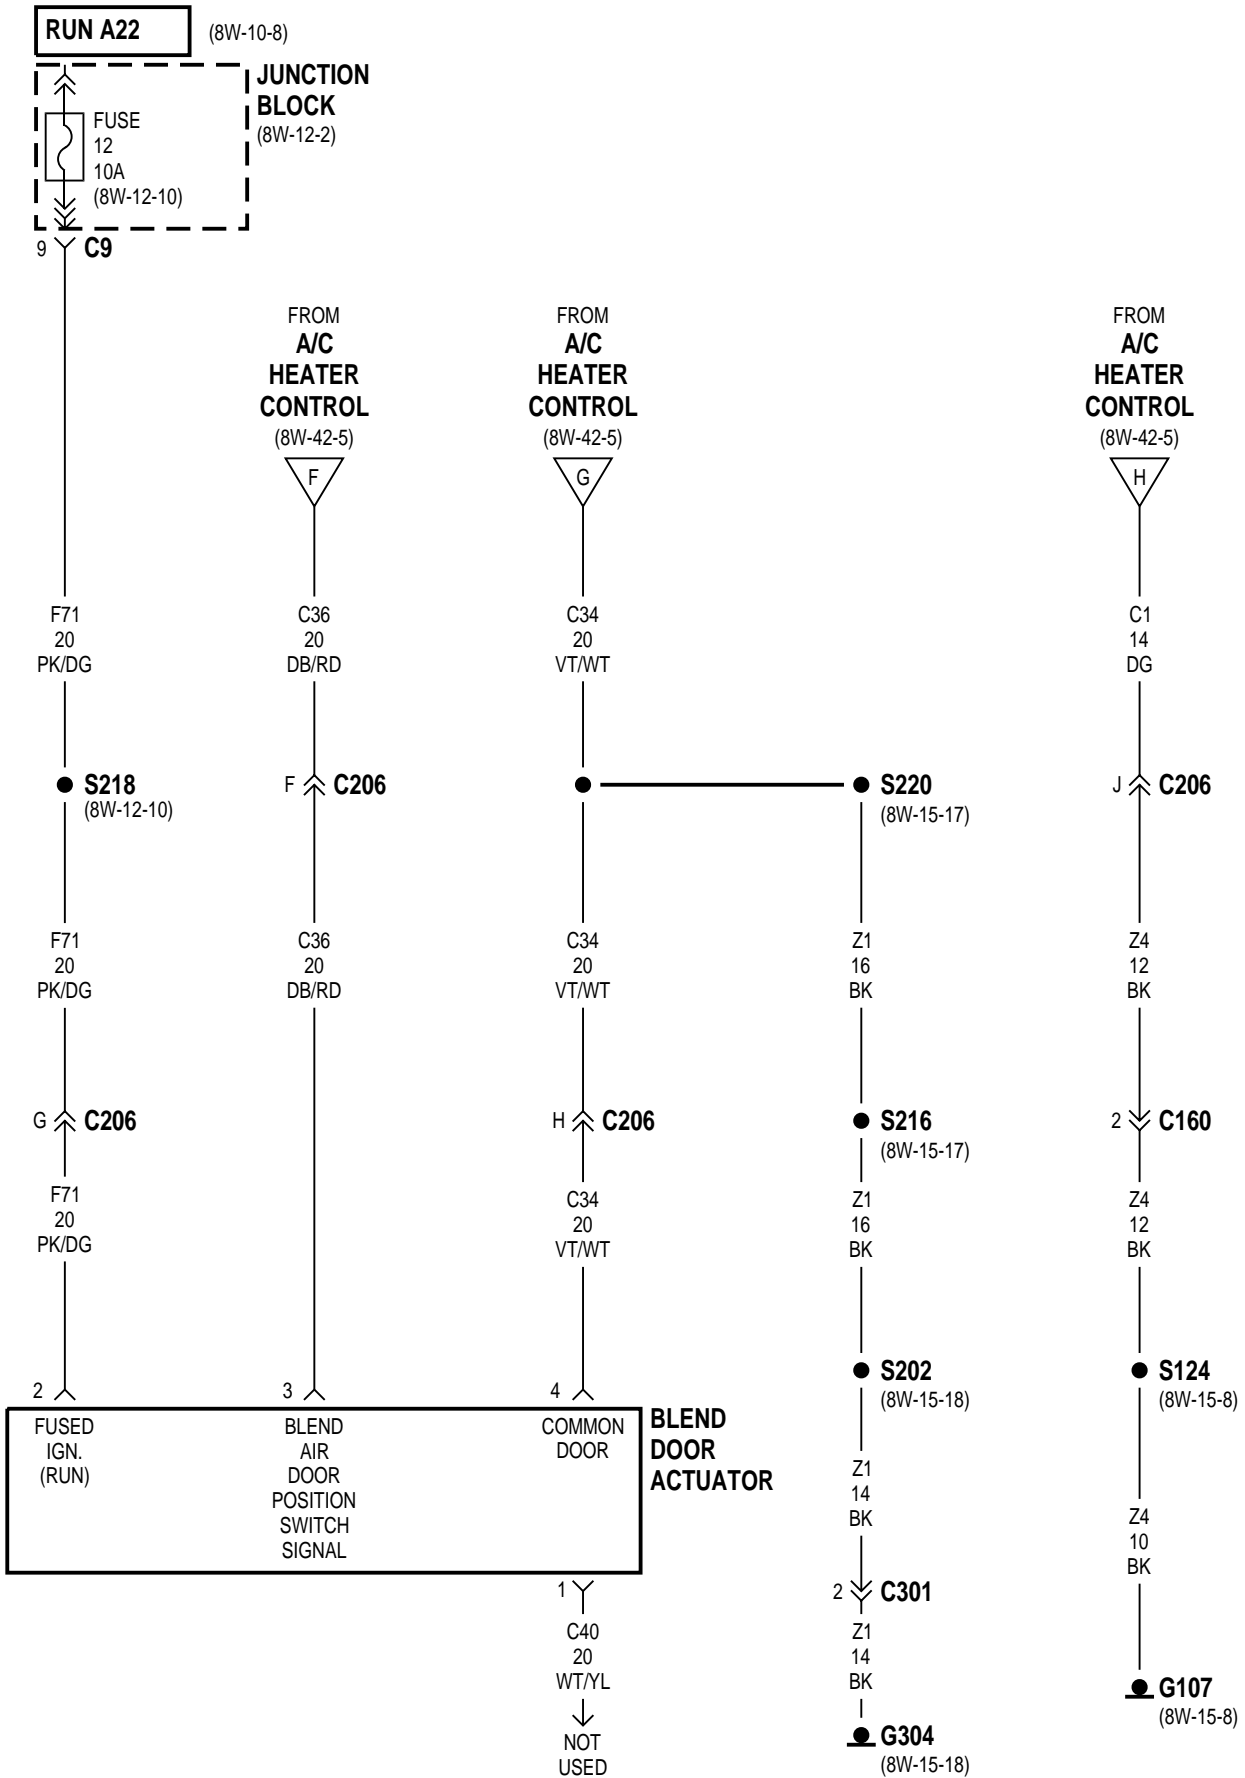 RUN A22
(8W-10-8)
JUNCTION
BLOCK
(8W-12-2)
FUSE
12
10A
(8W-12-10)
9
C9
FROM
A/C
HEATER
CONTROL
(8W-42-5)
F
FROM
A/C
HEATER
CONTROL
(8W-42-5)
G
FROM
A/C
HEATER
CONTROL
(8W-42-5)
H
F71
20
PK/DG
C36
20
DB/RD
C34
20
VT/WT
C1
14
DG
S218
(8W-12-10)
F
C206
S220
(8W-15-17)
J
C206
F71
20
PK/DG
C36
20
DB/RD
C34
20
VT/WT
Z1
16
BK
Z4
12
BK
G
C206
H
C206
S216
(8W-15-17)
2
C160
F71
20
PK/DG
C34
20
VT/WT
Z1
16
BK
Z4
12
BK
2
3
4
S202
(8W-15-18)
S124
(8W-15-8)
FUSED
IGN.
(RUN)
BLEND
AIR
DOOR
POSITION
SWITCH
SIGNAL
COMMON
DOOR
BLEND
DOOR
ACTUATOR
Z1
14
BK
Z4
10
BK
1
2
C301
C40
20
WT/YL
NOT
USED
Z1
14
BK
G304
(8W-15-18)
G107
(8W-15-8)